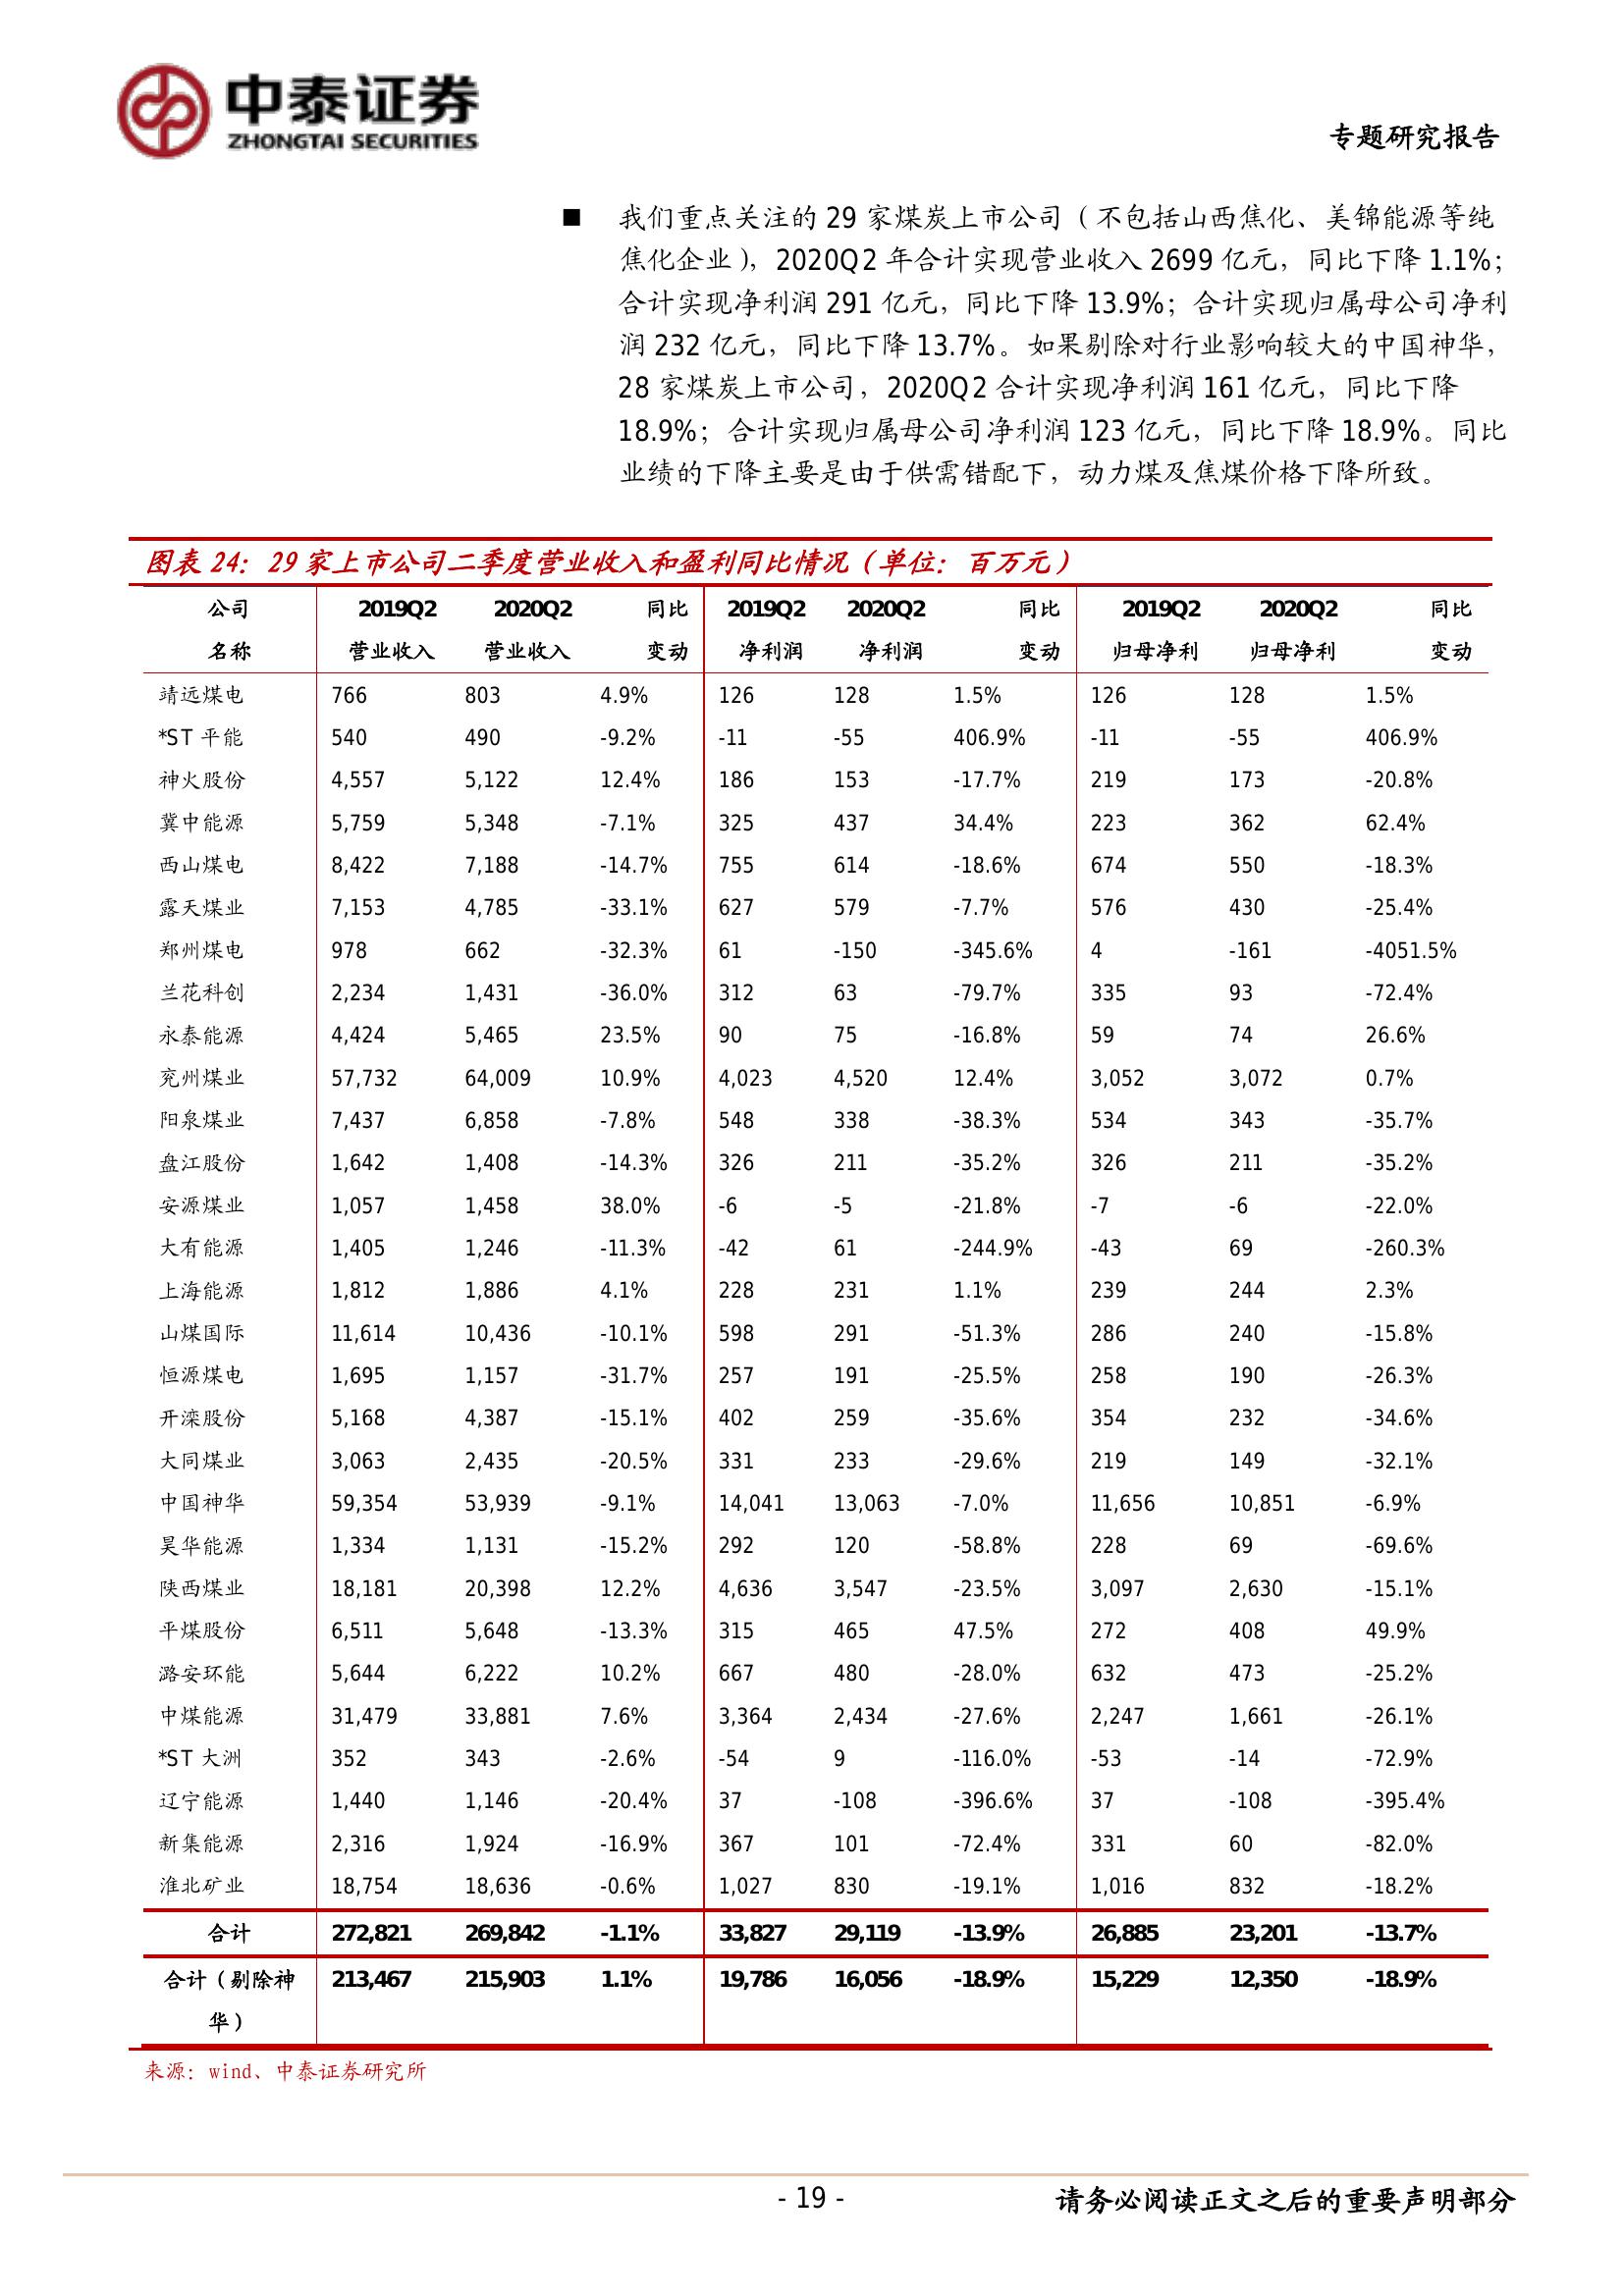 中泰证券
ZHONGTAI SECURITIES
专题研究报告
■ 我们重点关注的 29 家煤炭上市公司（不包括山西焦化、美锦能源等纯
焦化企业），2020Q2 年合计实现营业收入 2699 亿元，同比下降 1.1%；
合计实现净利润 291 亿元，同比下降 13.9%；合计实现归属母公司净利
润 232 亿元，同比下降 13.7%。如果剔除对行业影响较大的中国神华，
28 家煤炭上市公司，2020Q2 合计实现净利润 161 亿元，同比下降
18.9%；合计实现归属母公司净利润 123 亿元，同比下降 18.9%。同比
业绩的下降主要是由于供需错配下，动力煤及焦煤价格下降所致。
图表 24：29 家上市公司二季度营业收入和盈利同比情况（单位：百万元）
公司 2019Q2 2020Q2 同比 2019Q2 2020Q2 同比 2019Q2 2020Q2 同比
名称 营业收入 营业收入 变动 净利润 净利润 变动 归母净利 归母净利 变动
靖远煤电 766 803 4.9% 126 128 1.5% 126 128 1.5%
*ST 平能 540 490 -9.2% -11 -55 406.9% -11 -55 406.9%
神火股份 4,557 5,122 12.4% 186 153 -17.7% 219 173 -20.8%
冀中能源 5,759 5,348 -7.1% 325 437 34.4% 223 362 62.4%
西山煤电 8,422 7,188 -14.7% 755 614 -18.6% 674 550 -18.3%
露天煤业 7,153 4,785 -33.1% 627 579 -7.7% 576 430 -25.4%
郑州煤电 978 662 -32.3% 61 -150 -345.6% 4 -161 -4051.5%
兰花科创 2,234 1,431 -36.0% 312 63 -79.7% 335 93 -72.4%
永泰能源 4,424 5,465 23.5% 90 75 -16.8% 59 74 26.6%
兖州煤业 57,732 64,009 10.9% 4,023 4,520 12.4% 3,052 3,072 0.7%
阳泉煤业 7,437 6,858 -7.8% 548 338 -38.3% 534 343 -35.7%
盘江股份 1,642 1,408 -14.3% 326 211 -35.2% 326 211 -35.2%
安源煤业 1,057 1,458 38.0% -6 -5 -21.8% -7 -6 -22.0%
大有能源 1,405 1,246 -11.3% -42 61 -244.9% -43 69 -260.3%
上海能源 1,812 1,886 4.1% 228 231 1.1% 239 244 2.3%
山煤国际 11,614 10,436 -10.1% 598 291 -51.3% 286 240 -15.8%
恒源煤电 1,695 1,157 -31.7% 257 191 -25.5% 258 190 -26.3%
开滦股份 5,168 4,387 -15.1% 402 259 -35.6% 354 232 -34.6%
大同煤业 3,063 2,435 -20.5% 331 233 -29.6% 219 149 -32.1%
中国神华 59,354 53,939 -9.1% 14,041 13,063 -7.0% 11,656 10,851 -6.9%
昊华能源 1,334 1,131 -15.2% 292 120 -58.8% 228 69 -69.6%
陕西煤业 18,181 20,398 12.2% 4,636 3,547 -23.5% 3,097 2,630 -15.1%
平煤股份 6,511 5,648 -13.3% 315 465 47.5% 272 408 49.9%
潞安环能 5,644 6,222 10.2% 667 480 -28.0% 632 473 -25.2%
中煤能源 31,479 33,881 7.6% 3,364 2,434 -27.6% 2,247 1,661 -26.1%
*ST 大洲 352 343 -2.6% -54 9 -116.0% -53 -14 -72.9%
辽宁能源 1,440 1,146 -20.4% 37 -108 -396.6% 37 -108 -395.4%
新集能源 2,316 1,924 -16.9% 367 101 -72.4% 331 60 -82.0%
淮北矿业 18,754 18,636 -0.6% 1,027 830 -19.1% 1,016 832 -18.2%
合计 272,821 269,842 -1.1% 33,827 29,119 -13.9% 26,885 23,201 -13.7%
合计（剔除神 213,467 215,903 1.1% 19,786 16,056 -18.9% 15,229 12,350 -18.9%
华）
来源：wind、中泰证券研究所
- 19 -
请务必阅读正文之后的重要声明部分